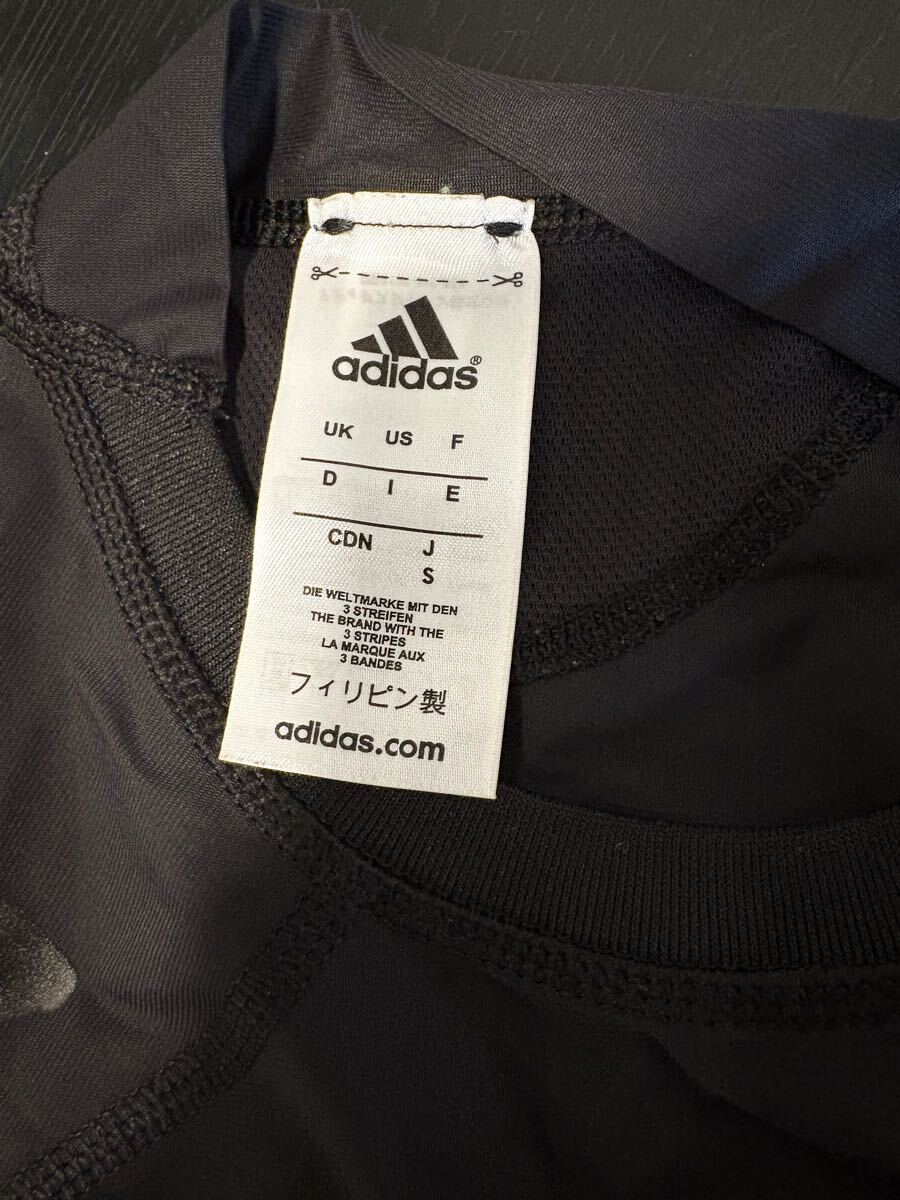 adidas®
UK US F
D I E
CDN J
S
DIE WELTMARKE MIT DEN
3 STREIFEN
THE BRAND WITH THE
3 STRIPES
LA MARQUE AUX
3 BANDES
フィリピン製
adidas.com